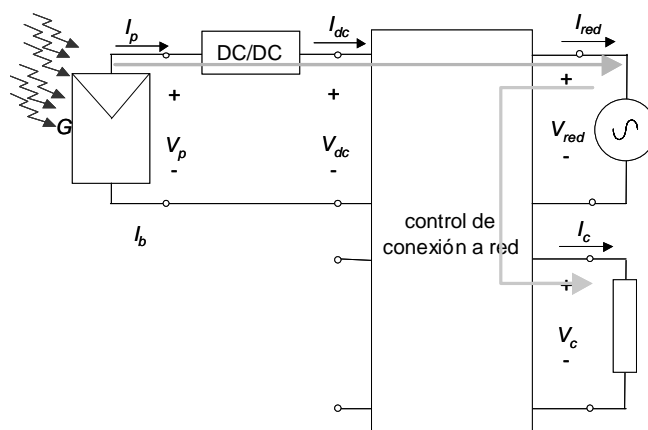 I_p
I_dc
I_red
DC/DC
G
+
+
+
V_p
V_dc
V_red
-
-
-
I_b
control de
conexión a red
I_c
+
V_c
-